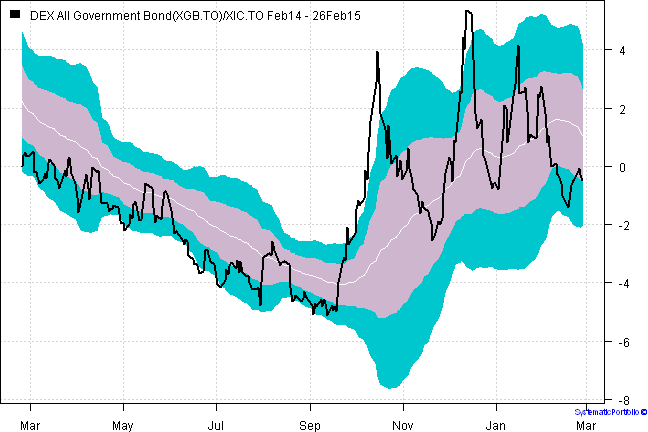 DEX All Government Bond(XGB.TO)/XIC.TO Feb14 - 26Feb15
4
2
0
-2
-4
-6
-8
Mar May Jul Sep Nov Jan Mar
SystematicPortfolio ©